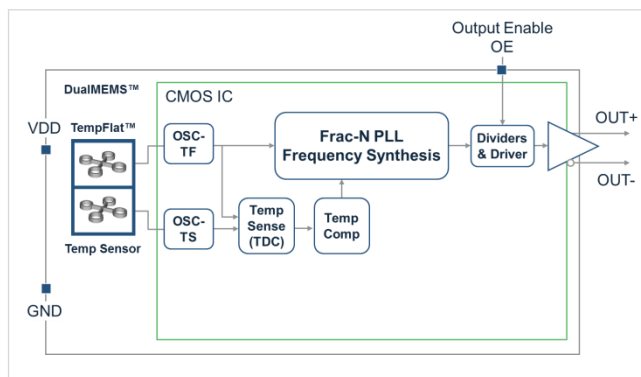 Output Enable
OE
DualMEMS™
CMOS IC
VDD
TempFlat™
OSC-
TF
Frac-N PLL
Frequency Synthesis
Dividers
& Driver
OUT+
OUT-
OSC-
TS
Temp
Sense
(TDC)
Temp
Comp
Temp Sensor
GND